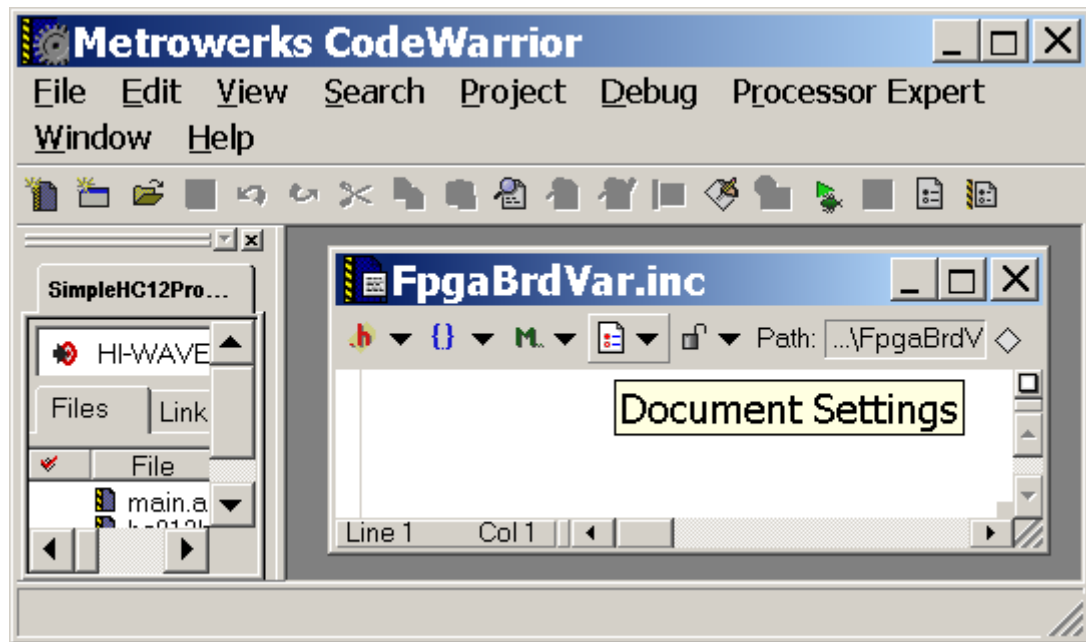 Metrowerks CodeWarrior
File Edit View Search Project Debug Processor Expert
Window Help
SimpleHC12Pro...
HI-WAVE
Files Link
File
main.a
FpgaBrdVar.inc
.h {} M.. Path: ...\FpgaBrdV
Document Settings
Line 1 Col 1